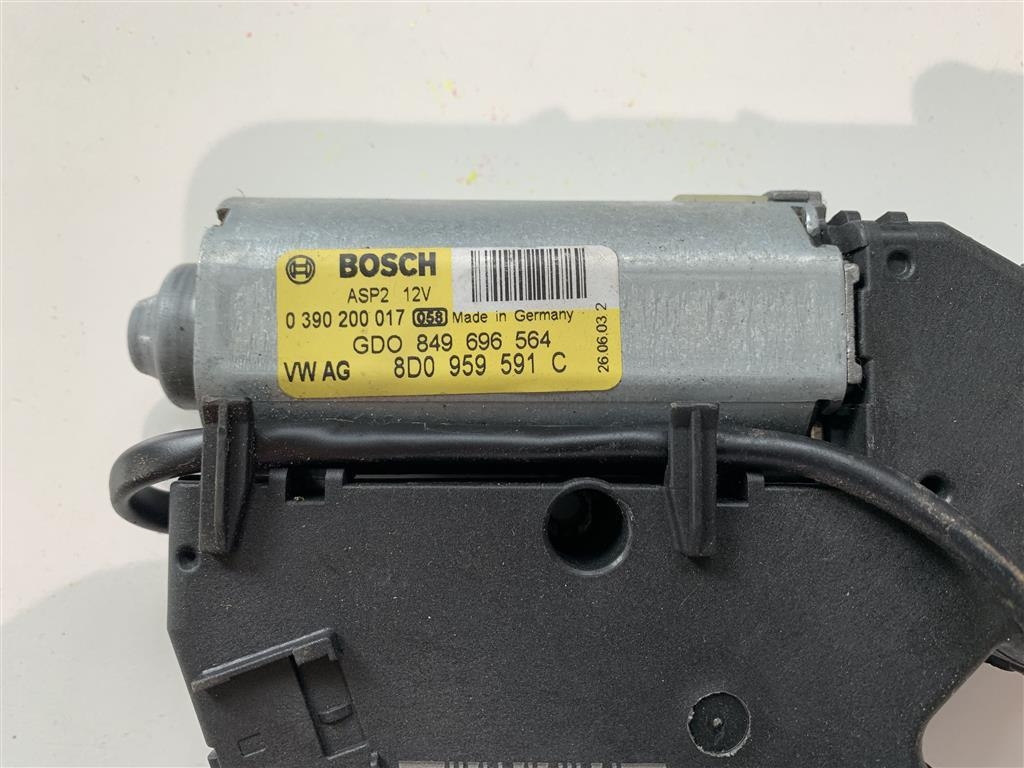 BOSCH
ASP2 12V
0 390 200 017 Q58 Made in Germany
GDO 849 696 564
VW AG 8D0 959 591 C
26.06.03 2